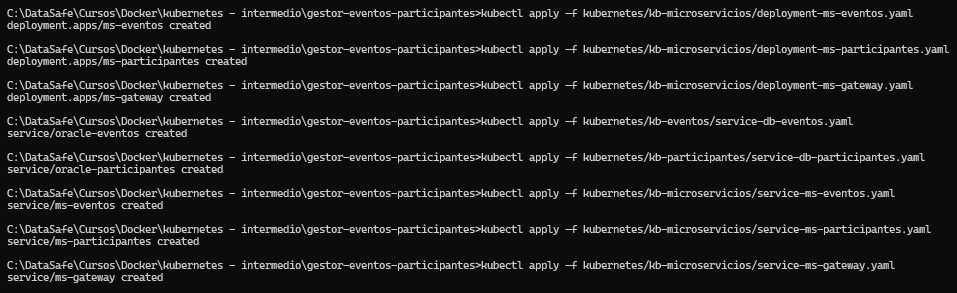 C:\DataSafe\Cursos\Docker\kubernetes - intermedio\gestor-eventos-participantes>kubectl apply -f kubernetes/kb-microservicios/deployment-ms-eventos.yaml
deployment.apps/ms-eventos created
C:\DataSafe\Cursos\Docker\kubernetes - intermedio\gestor-eventos-participantes>kubectl apply -f kubernetes/kb-microservicios/deployment-ms-participantes.yaml
deployment.apps/ms-participantes created
C:\DataSafe\Cursos\Docker\kubernetes - intermedio\gestor-eventos-participantes>kubectl apply -f kubernetes/kb-microservicios/deployment-ms-gateway.yaml
deployment.apps/ms-gateway created
C:\DataSafe\Cursos\Docker\kubernetes - intermedio\gestor-eventos-participantes>kubectl apply -f kubernetes/kb-eventos/service-db-eventos.yaml
service/oracle-eventos created
C:\DataSafe\Cursos\Docker\kubernetes - intermedio\gestor-eventos-participantes>kubectl apply -f kubernetes/kb-participantes/service-db-participantes.yaml
service/oracle-participantes created
C:\DataSafe\Cursos\Docker\kubernetes - intermedio\gestor-eventos-participantes>kubectl apply -f kubernetes/kb-microservicios/service-ms-eventos.yaml
service/ms-eventos created
C:\DataSafe\Cursos\Docker\kubernetes - intermedio\gestor-eventos-participantes>kubectl apply -f kubernetes/kb-microservicios/service-ms-participantes.yaml
service/ms-participantes created
C:\DataSafe\Cursos\Docker\kubernetes - intermedio\gestor-eventos-participantes>kubectl apply -f kubernetes/kb-microservicios/service-ms-gateway.yaml
service/ms-gateway created